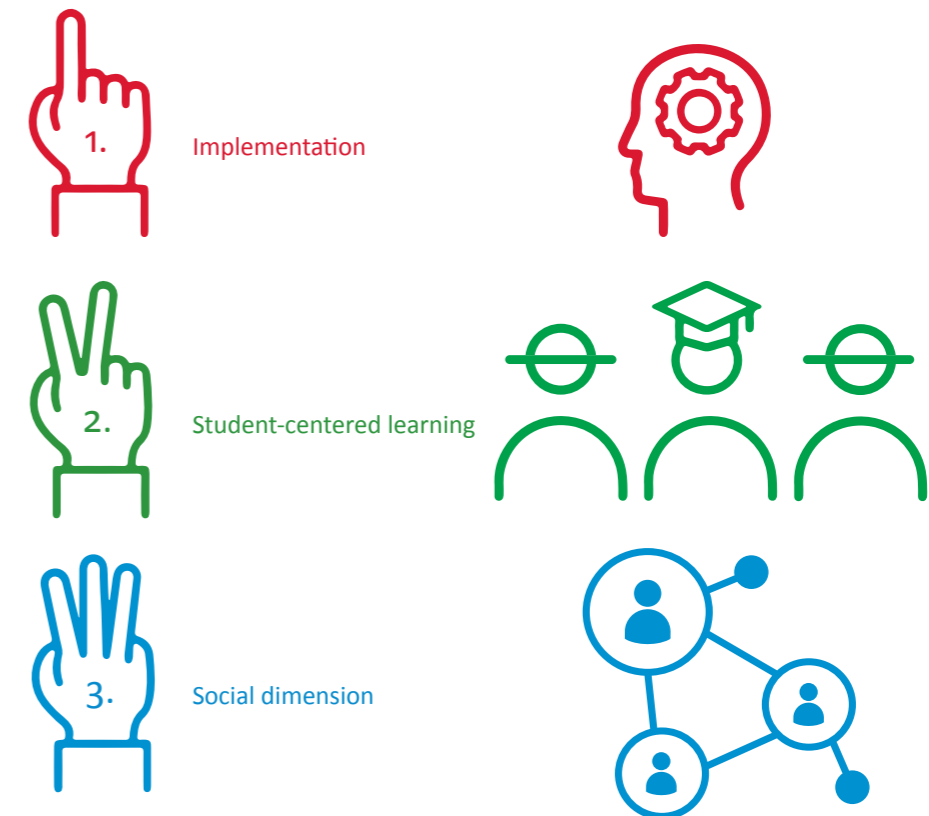 1.
Implementation
2.
Student-centered learning
3.
Social dimension